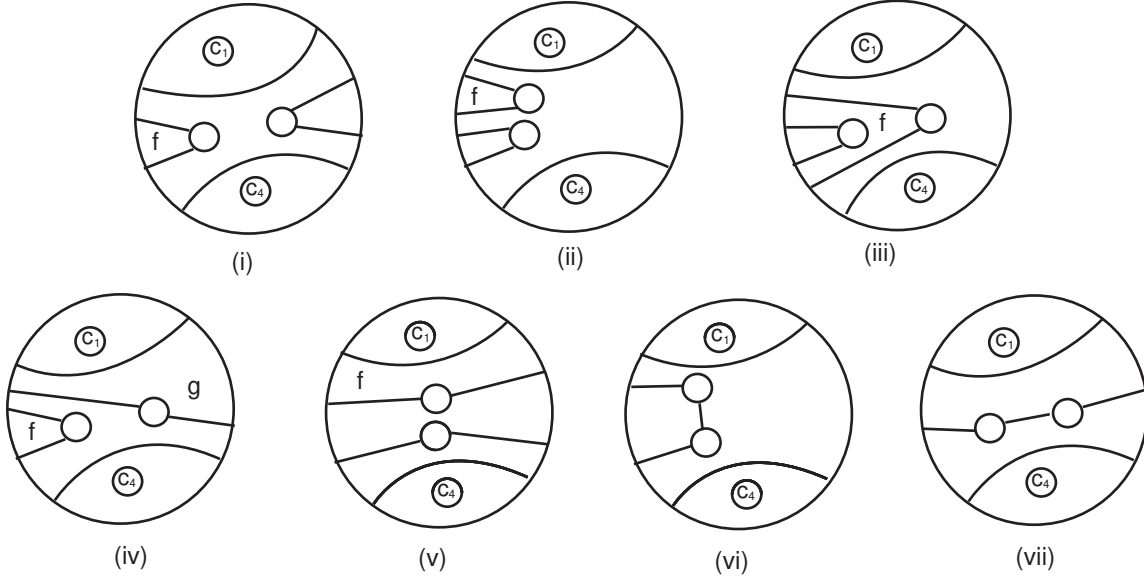 C₁ C₁ C₁
f f f
C₄ C₄ C₄
(i) (ii) (iii)
C₁ C₁ C₁ C₁
g f
f
C₄ C₄ C₄ C₄
(iv) (v) (vi) (vii)